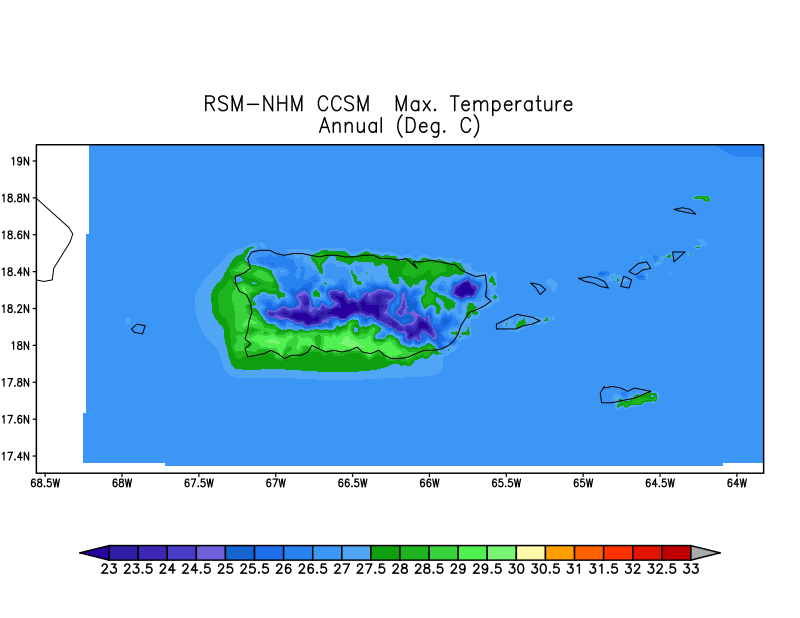 RSM-NHM CCSM  Max. Temperature
Annual (Deg. C)
19N
18.8N
18.6N
18.4N
18.2N
18N
17.8N
17.6N
17.4N
68.5W 68W 67.5W 67W 66.5W 66W 65.5W 65W 64.5W 64W
23 23.5 24 24.5 25 25.5 26 26.5 27 27.5 28 28.5 29 29.5 30 30.5 31 31.5 32 32.5 33